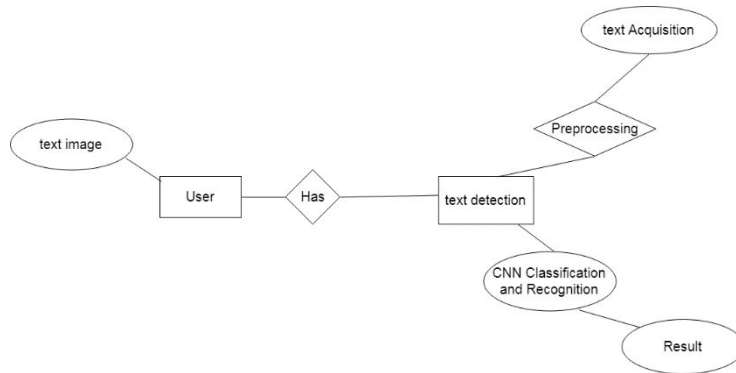 text Acquisition
Preprocessing
text image
User
Has
text detection
CNN Classification
and Recognition
Result